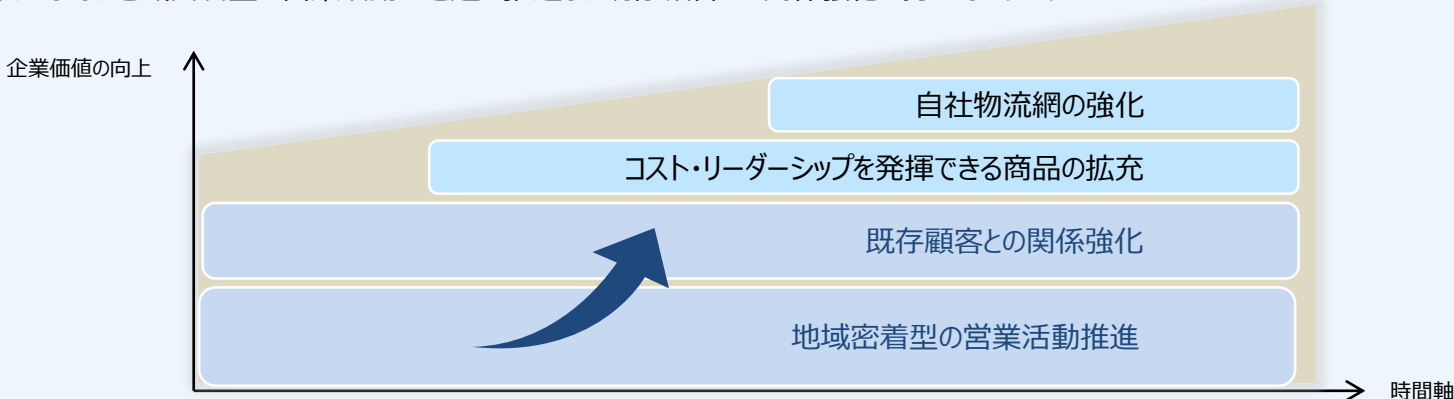 企業価値の向上
自社物流網の強化
コスト・リーダーシップを発揮できる商品の拡充
既存顧客との関係強化
地域密着型の営業活動推進
時間軸